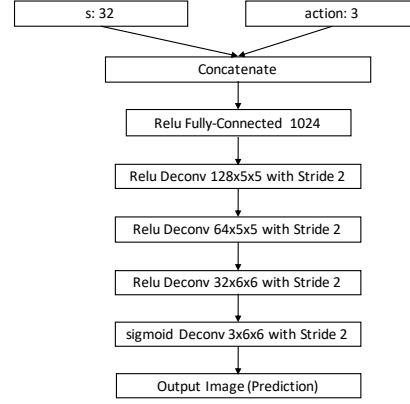 s: 32
action: 3
Concatenate
Relu Fully-Connected 1024
Relu Deconv 128x5x5 with Stride 2
Relu Deconv 64x5x5 with Stride 2
Relu Deconv 32x6x6 with Stride 2
sigmoid Deconv 3x6x6 with Stride 2
Output Image (Prediction)